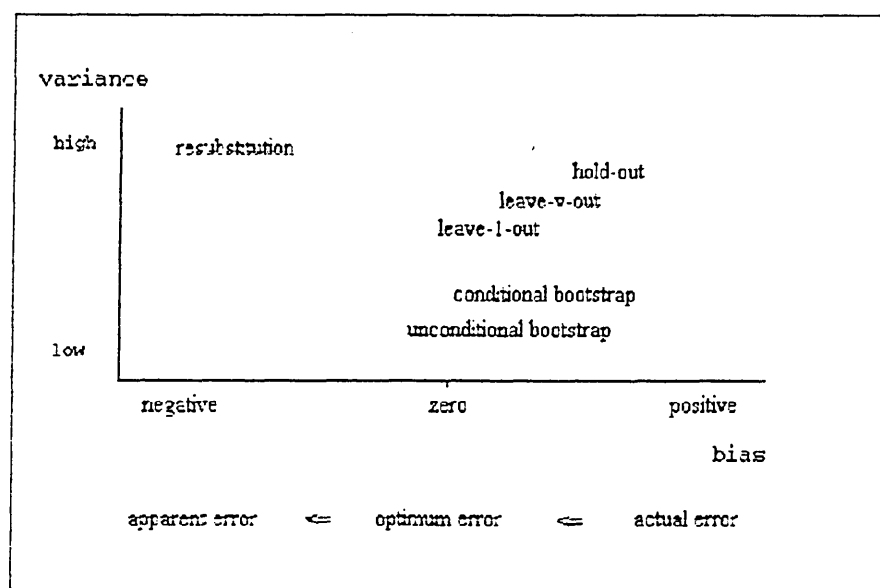 variance
high
resubstitution
hold-out
leave-v-out
leave-1-out
conditional bootstrap
unconditional bootstrap
low
negative zero positive
bias
apparent error <= optimum error <= actual error